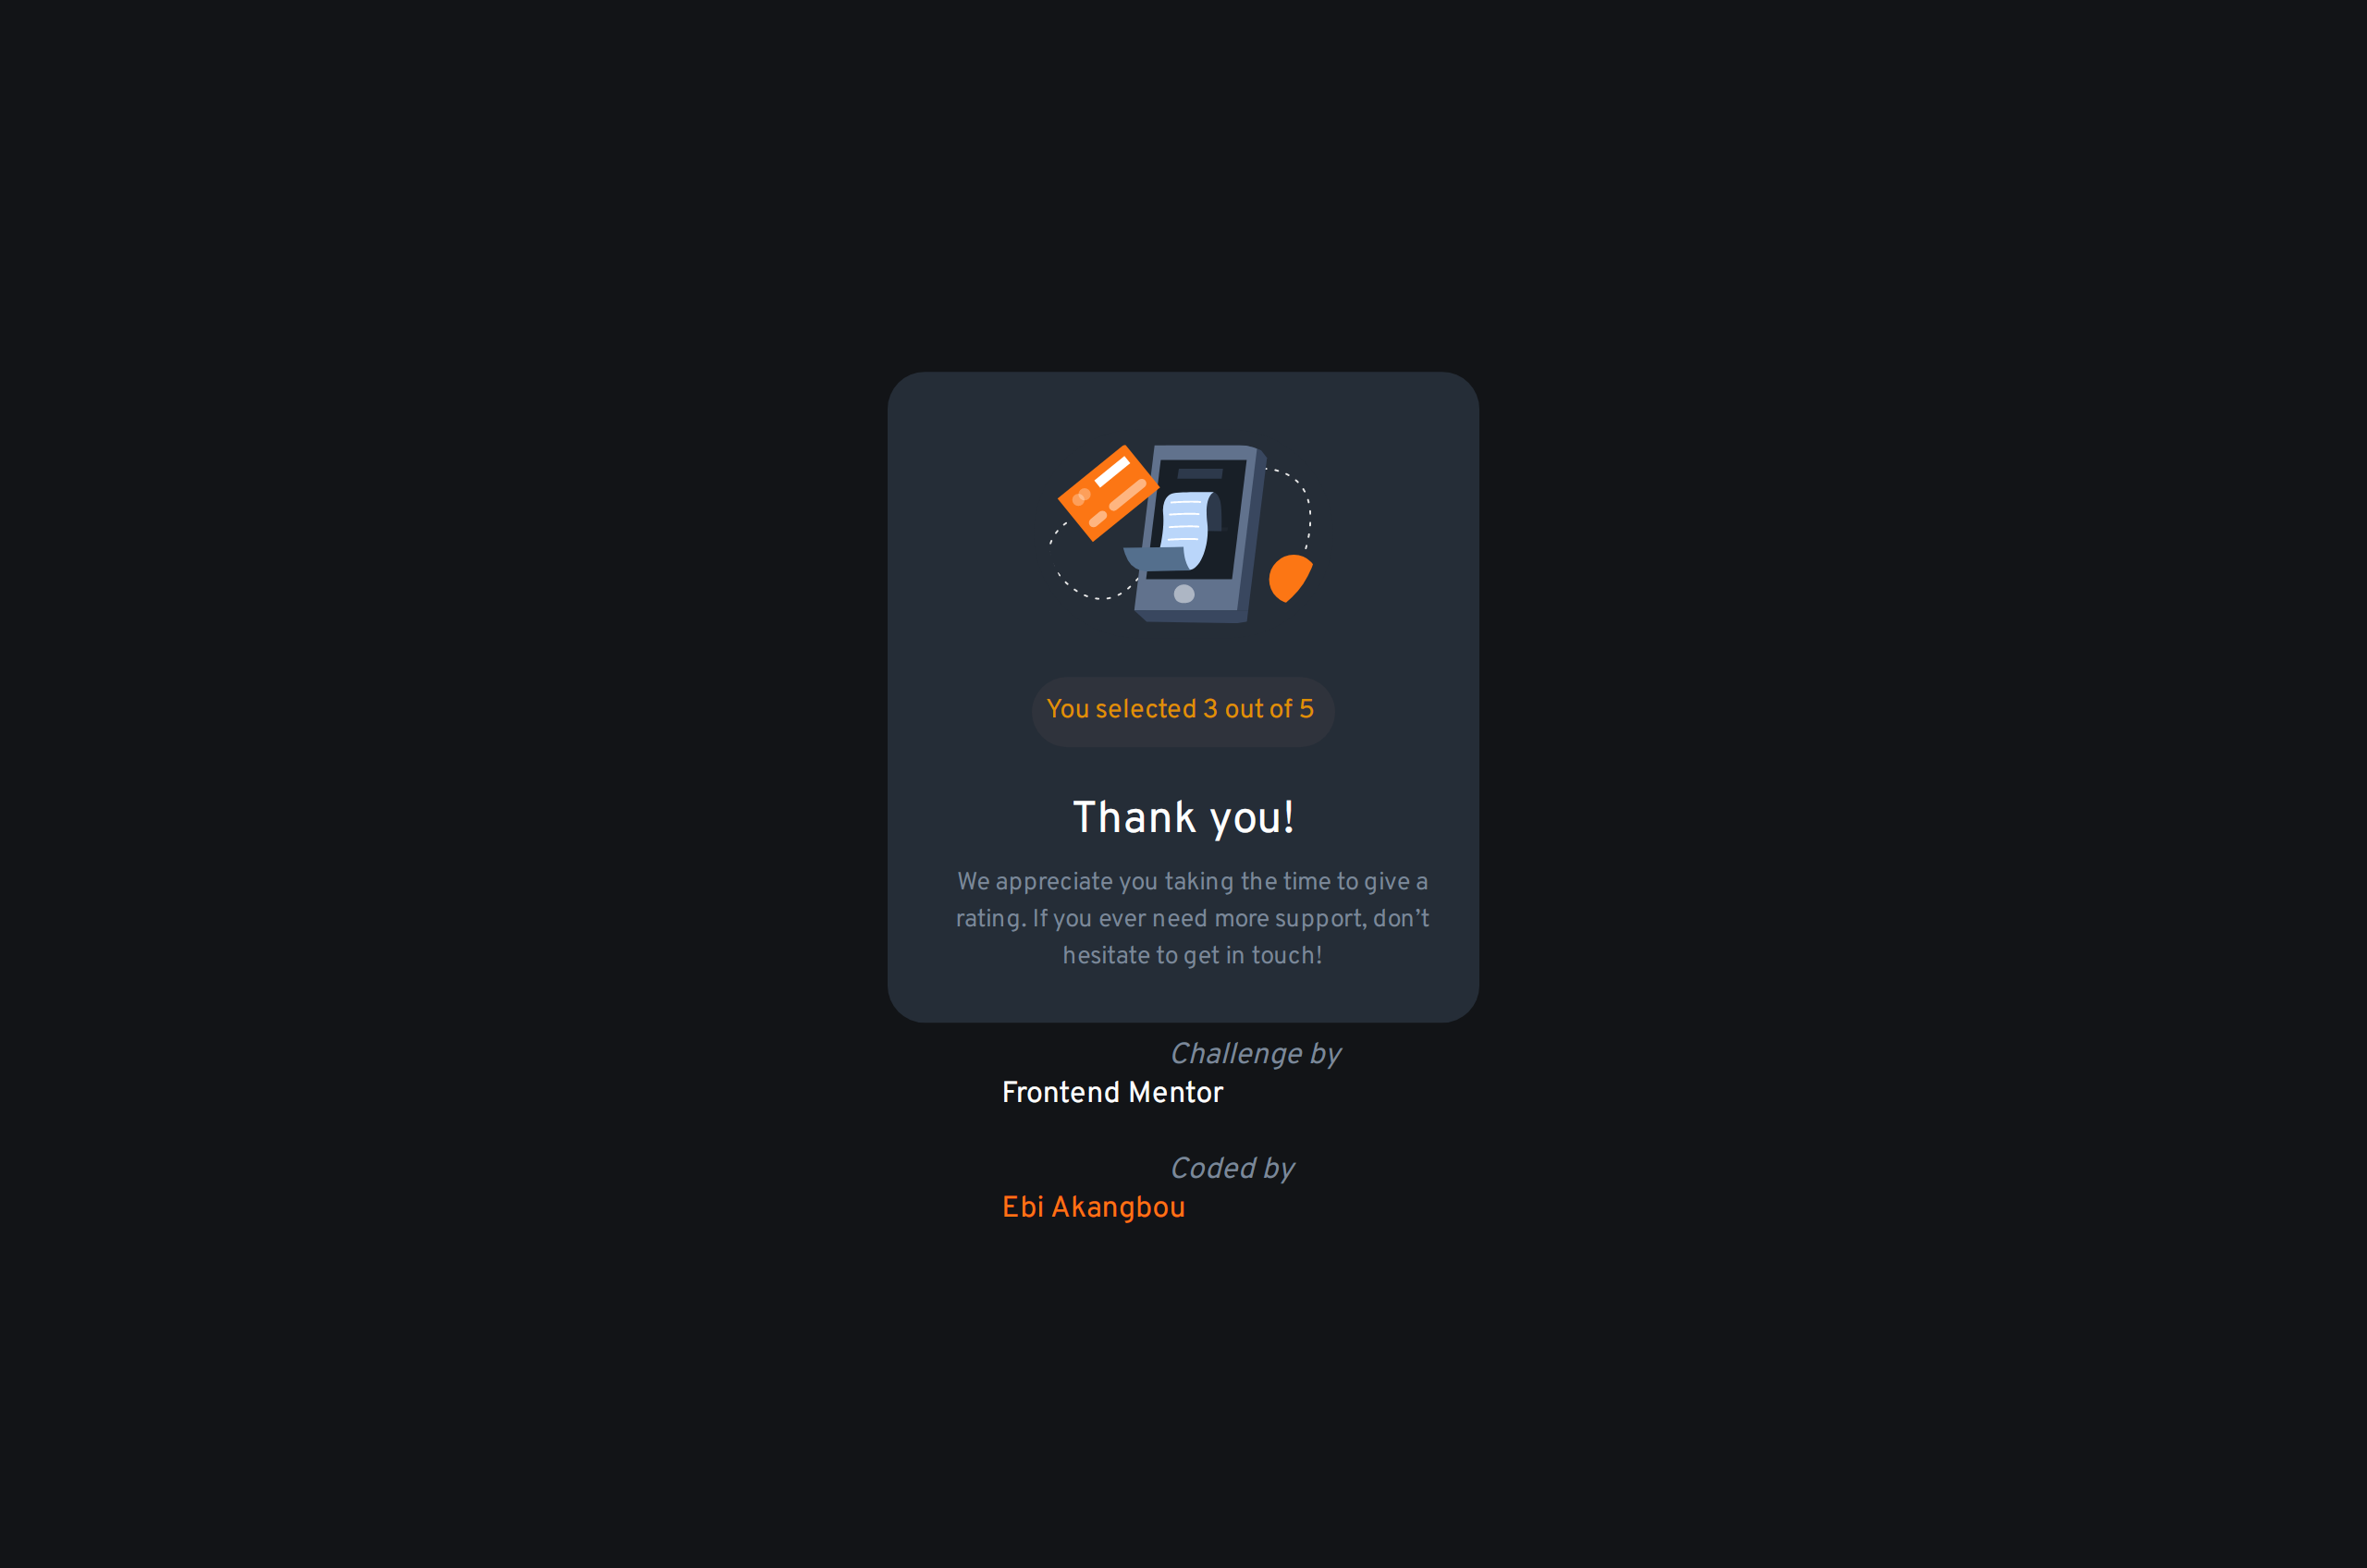 You selected 3 out of 5
Thank you!
We appreciate you taking the time to give a
rating. If you ever need more support, don’t
hesitate to get in touch!
Challenge by
Frontend Mentor
Coded by
Ebi Akangbou